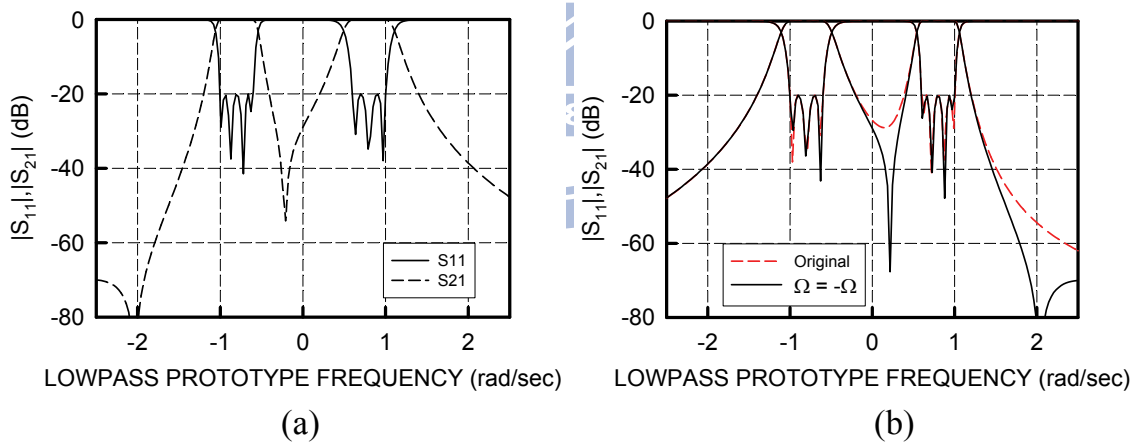 0
-20
-40
-60
-80
|S11|,|S21| (dB)
S11
S21
-2 -1 0 1 2
LOWPASS PROTOTYPE FREQUENCY (rad/sec)
(a)
0
-20
-40
-60
-80
|S11|,|S21| (dB)
Original
Ω = -Ω
-2 -1 0 1 2
LOWPASS PROTOTYPE FREQUENCY (rad/sec)
(b)